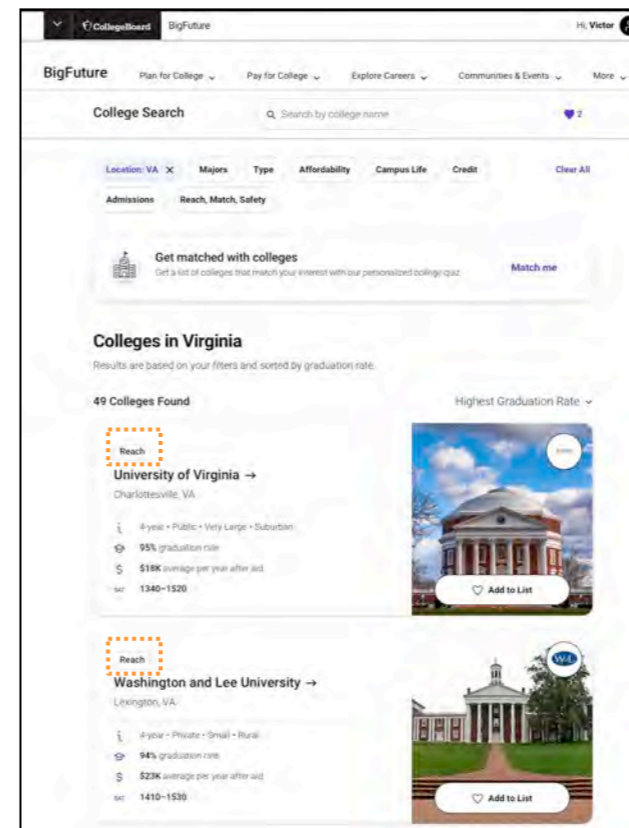 CollegeBoard BigFuture Hi, Victor
BigFuture Plan for College Pay for College Explore Careers Communities & Events More
College Search Search by college name 2
Location: VA X Majors Type Affordability Campus Life Credit Clear All
Admissions Reach, Match, Safety
Get matched with colleges
Get a list of colleges that match your interest with our personalized college quiz. Match me
Colleges in Virginia
Results are based on your filters and sorted by graduation rate.
49 Colleges Found Highest Graduation Rate
Reach
University of Virginia →
Charlottesville, VA
4-year • Public • Very Large • Suburban
95% graduation rate
$ $18K average per year after aid
SAT 1340–1520
Add to List
Reach
Washington and Lee University →
W&L
Lexington, VA
4-year • Private • Small • Rural
94% graduation rate
$ $23K average per year after aid
SAT 1410–1530
Add to List